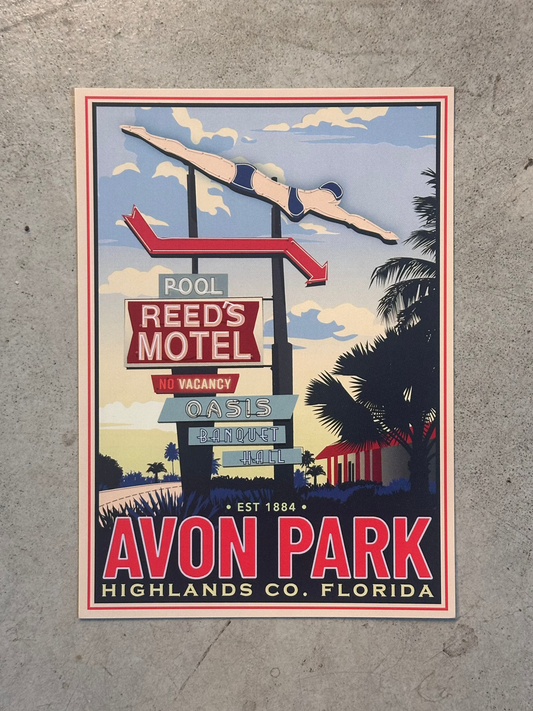 POOL
REED'S
MOTEL
NO VACANCY
OASIS
BANQUET
HALL
• EST 1884 •
AVON PARK
HIGHLANDS CO. FLORIDA